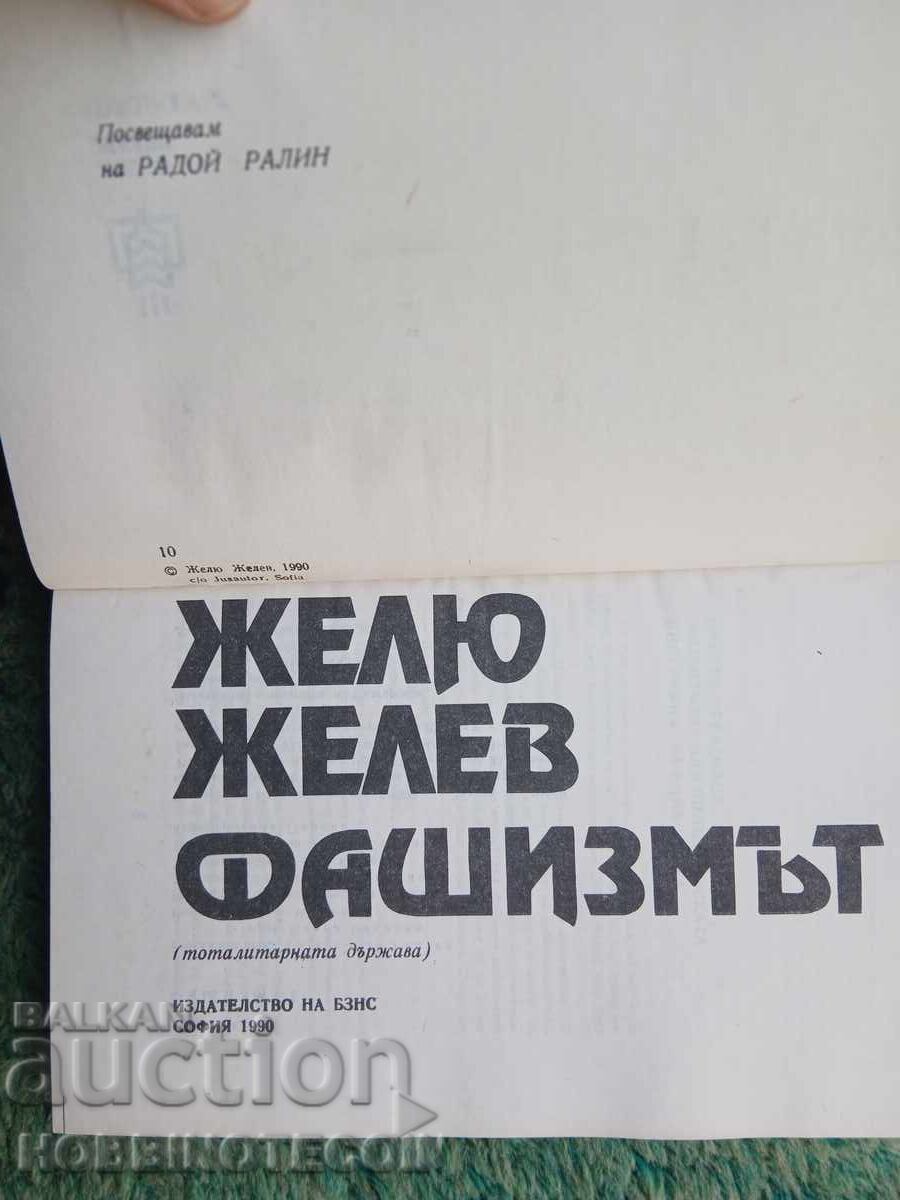 Посвещавам
на РАДОЙ РАЛИН
10
© Желю Желев, 1990
c/o Jusautor, Sofia
ЖЕЛЮ
ЖЕЛЕВ
ФАШИЗМЪТ
(тоталитарната държава)
ИЗДАТЕЛСТВО НА БЗНС
СОФИЯ 1990
BALKAN
auction
HOBBYKOTECOM